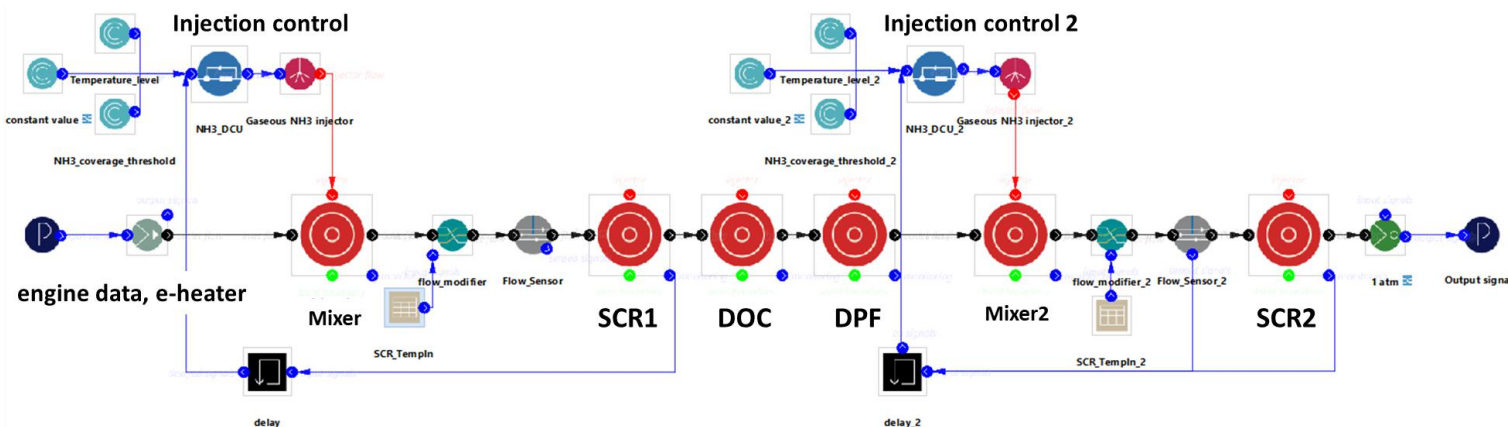 Injection control
Injection control 2
Temperature_level
Temperature_level_2
constant value
Gaseous NH3 injector
constant value_2
Gaseous NH3 injector_2
NH3_DCU
NH3_DCU_2
NH3_coverage_threshold
NH3_coverage_threshold_2
engine data, e-heater
flow_modifier
Flow_Sensor
flow_modifier_2
Flow_Sensor_2
1 atm
Output signa
Mixer
SCR1
DOC
DPF
Mixer2
SCR2
SCR_TempIn
SCR_TempIn_2
delay
delay_2